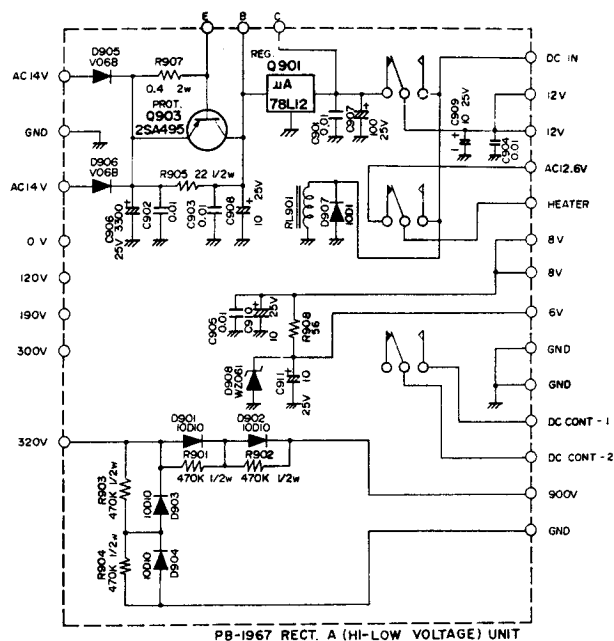 E B C
D905
V06B
R907
0.4 2W
PROT.
Q903
2SA495
REG.
Q901
µA
78L12
C901
0.01
C907
100
25V
C909
10 25V
C904
0.01
DC IN
12V
12V
AC12.6V
HEATER
8V
8V
6V
GND
GND
DC CONT - 1
DC CONT - 2
900V
GND
AC14V
GND
AC14V
0 V
120V
190V
300V
320V
D906
V06B
R905 22 1/2W
C906
3300
25V
C902
0.01
C903
0.01
C908
10
25V
RL901
D907
10D1
C905
0.01
C910
10
25V
R908
56
D908
WZ061
C911
10
25V
D901
10D10
D902
10D10
R901
470K 1/2W
R902
470K 1/2W
R903
470K 1/2W
10D10
D903
R904
470K 1/2W
10D10
D904
PB-1967 RECT. A (HI-LOW VOLTAGE) UNIT